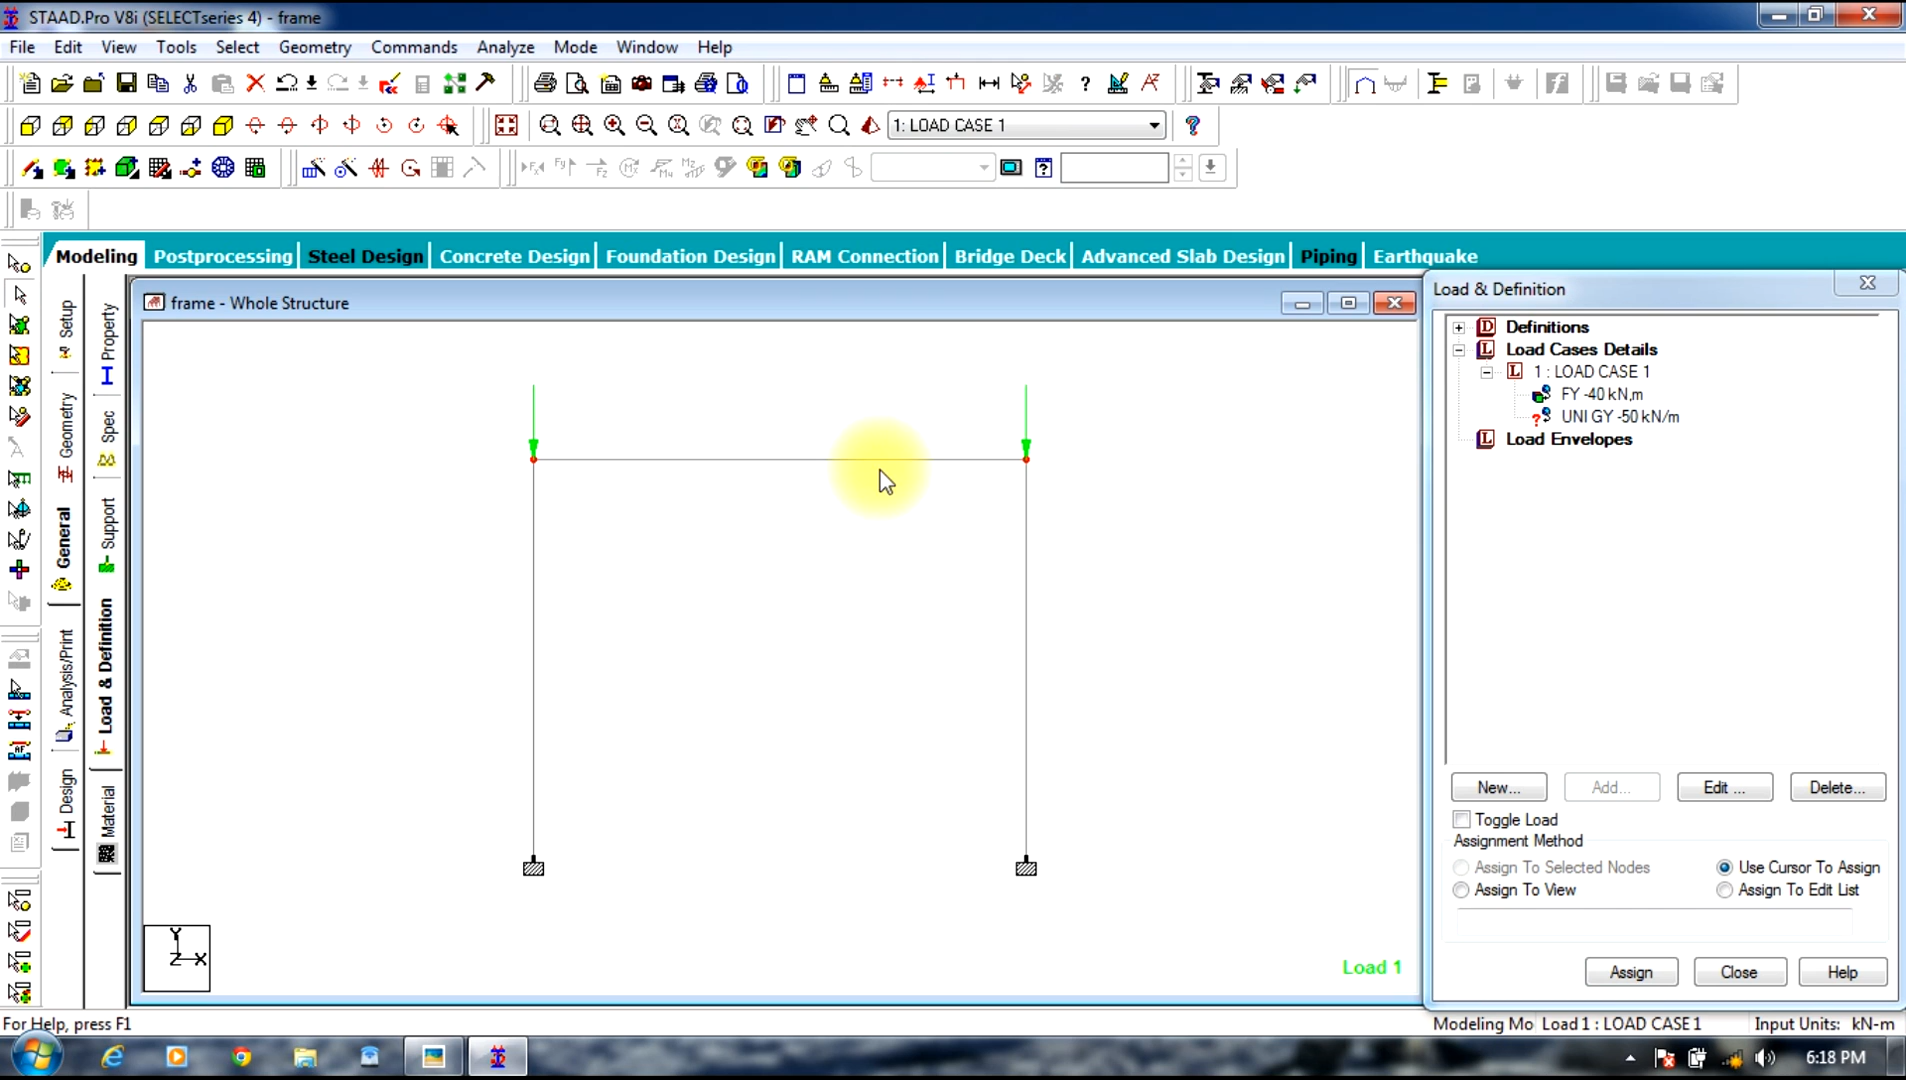 STAAD.Pro V8i (SELECTseries 4) - frame
File Edit View Tools Select Geometry Commands Analyze Mode Window Help
1: LOAD CASE 1
Modeling Postprocessing Steel Design Concrete Design Foundation Design RAM Connection Bridge Deck Advanced Slab Design Piping Earthquake
Setup
Geometry
General
Analysis/Print
Design
Property
Spec
Support
Load & Definition
Material
frame - Whole Structure
Y
Z X
Load 1
Load & Definition
Definitions
Load Cases Details
1 : LOAD CASE 1
FY -40 kN,m
UNI GY -50 kN/m
Load Envelopes
New... Add... Edit ... Delete...
Toggle Load
Assignment Method
Assign To Selected Nodes Use Cursor To Assign
Assign To View Assign To Edit List
Assign Close Help
For Help, press F1 Modeling Mo Load 1 : LOAD CASE 1 Input Units: kN-m
6:18 PM